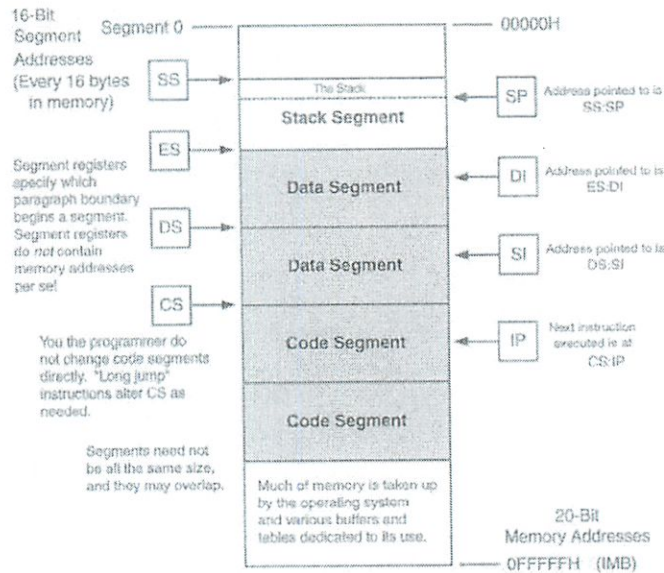 16-Bit
Segment
Addresses
(Every 16 bytes
in memory)
Segment 0
00000H
SS
The Stack
Stack Segment
SP
Address pointed to is
SS:SP
ES
Segment registers
specify which
paragraph boundary
begins a segment.
Segment registers
do not contain
memory addresses
per se!
Data Segment
DI
Address pointed to is
ES:DI
DS
Data Segment
SI
Address pointed to is
DS:SI
CS
You the programmer do
not change code segments
directly. "Long jump"
instructions alter CS as
needed.
Code Segment
IP
Next instruction
executed is at
CS:IP
Code Segment
Segments need not
be all the same size,
and they may overlap.
Much of memory is taken up
by the operating system
and various buffers and
tables dedicated to its use.
20-Bit
Memory Addresses
0FFFFFH (IMB)